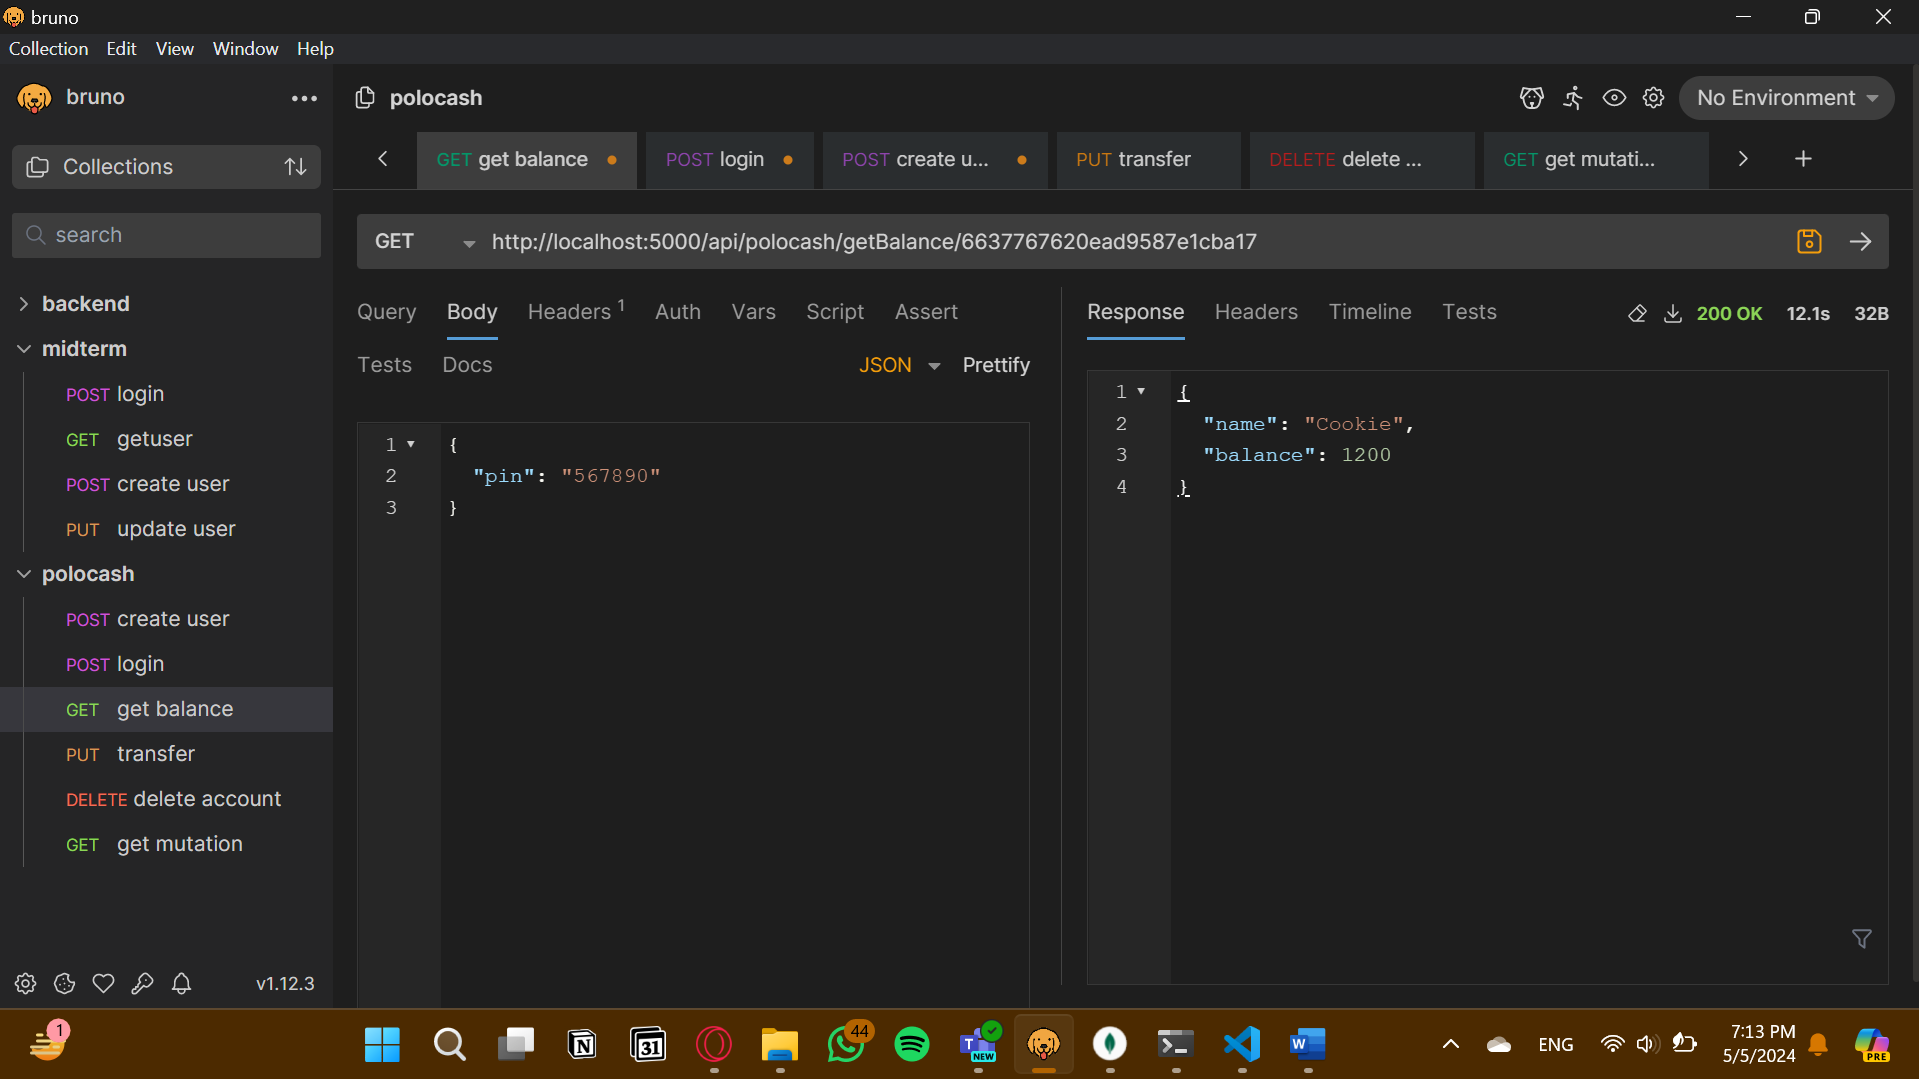 bruno
Collection Edit View Window Help
bruno
polocash
No Environment
GET get balance
POST login
POST create u...
PUT transfer
DELETE delete ...
GET get mutati...
Collections
search
GET http://localhost:5000/api/polocash/getBalance/6637767620ead9587e1cba17
Query Body Headers 1 Auth Vars Script Assert
Tests Docs JSON Prettify
1 {
2 "pin": "567890"
3 }
Response Headers Timeline Tests 200 OK 12.1s 32B
1 {
2 "name": "Cookie",
3 "balance": 1200
4 }
backend
midterm
POST login
GET getuser
POST create user
PUT update user
polocash
POST create user
POST login
GET get balance
PUT transfer
DELETE delete account
GET get mutation
v1.12.3
1
31
44
T
NEW
W
ENG
7:13 PM
5/5/2024
PRE